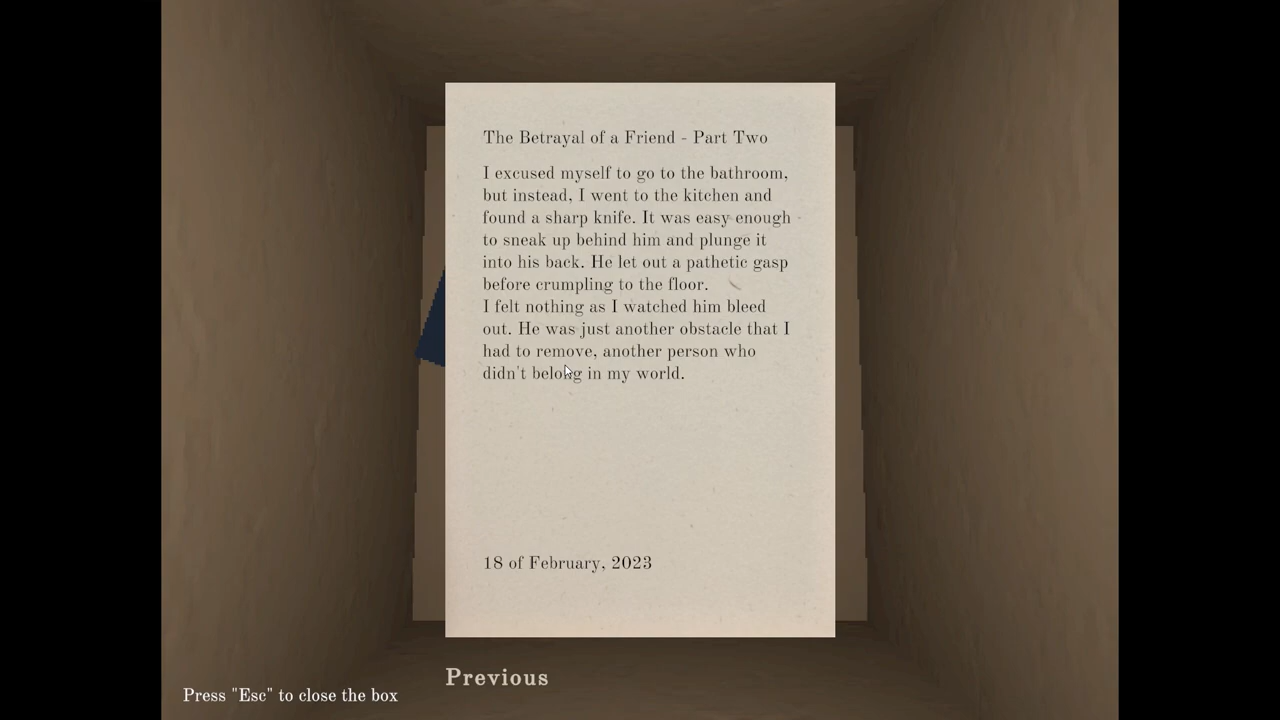 The Betrayal of a Friend - Part Two
I excused myself to go to the bathroom,
but instead, I went to the kitchen and
found a sharp knife. It was easy enough
to sneak up behind him and plunge it
into his back. He let out a pathetic gasp
before crumpling to the floor.
I felt nothing as I watched him bleed
out. He was just another obstacle that I
had to remove, another person who
didn't belong in my world.
18 of February, 2023
Previous
Press "Esc" to close the box